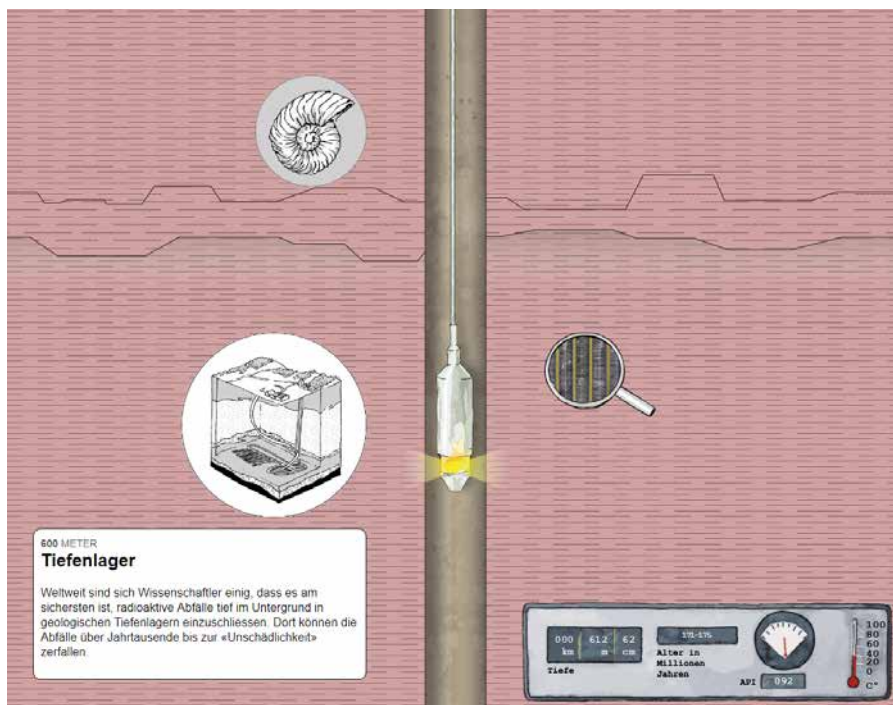 600 METER
Tiefenlager
Weltweit sind sich Wissenschaftler einig, dass es am
sichersten ist, radioaktive Abfälle tief im Untergrund in
geologischen Tiefenlagern einzuschliessen. Dort können die
Abfälle über Jahrtausende bis zur «Unschädlichkeit»
zerfallen.
000 612 62
km m cm
Tiefe
171-175
Alter in
Millionen
Jahren
API 092
100
80
60
40
20
0
C°